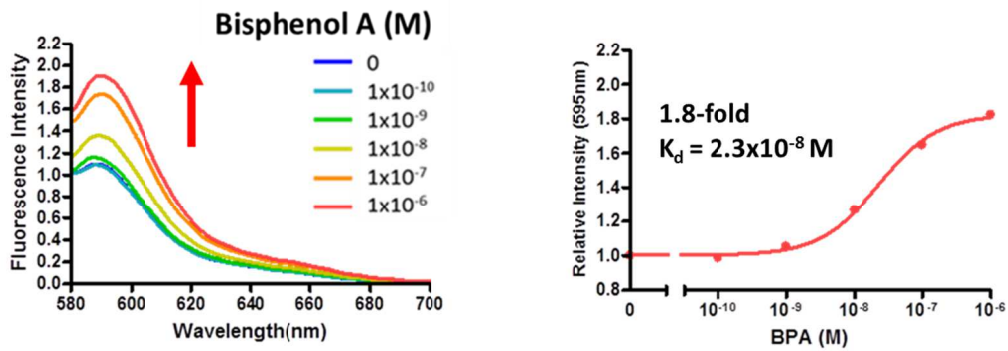 Bisphenol A (M)
0
1x10⁻¹⁰
1x10⁻⁹
1x10⁻⁸
1x10⁻⁷
1x10⁻⁶
Fluorescence Intensity
2.2
2.0
1.8
1.6
1.4
1.2
1.0
0.8
0.6
0.4
0.2
0.0
580 600 620 640 660 680 700
Wavelength(nm)
Relative Intensity (595nm)
2.2
2.0
1.8
1.6
1.4
1.2
1.0
0.8
1.8-fold
K_d = 2.3x10⁻⁸ M
0 10⁻¹⁰ 10⁻⁹ 10⁻⁸ 10⁻⁷ 10⁻⁶
BPA (M)